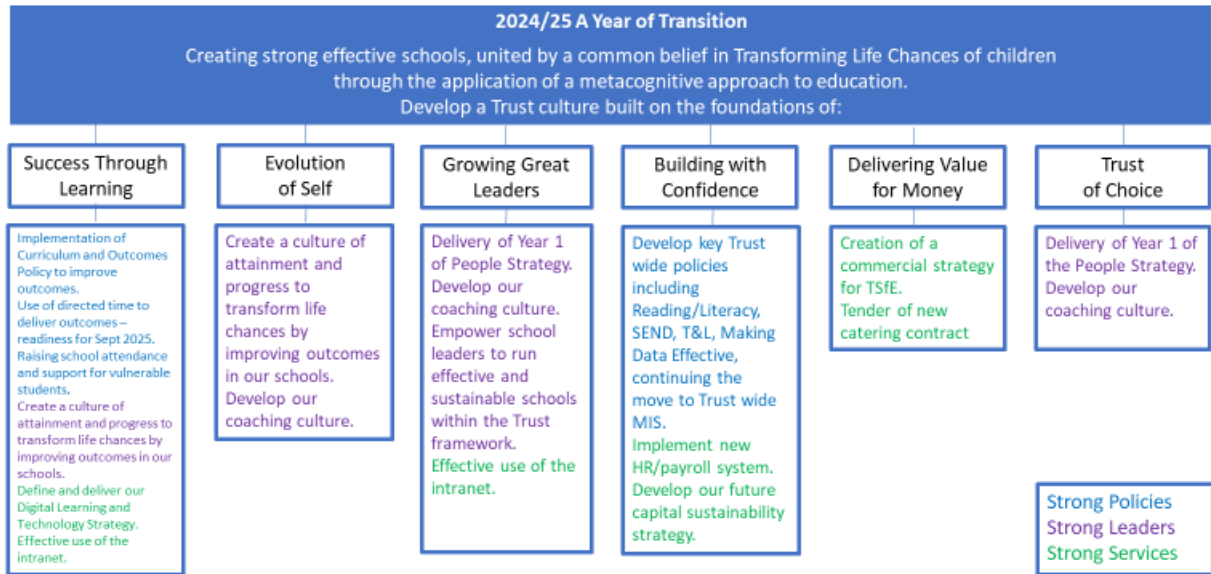 2024/25 A Year of Transition
Creating strong effective schools, united by a common belief in Transforming Life Chances of children
through the application of a metacognitive approach to education.
Develop a Trust culture built on the foundations of:
Success Through
Learning
Implementation of
Curriculum and Outcomes
Policy to improve
outcomes.
Use of directed time to
deliver outcomes –
readiness for Sept 2025.
Raising school attendance
and support for vulnerable
students.
Create a culture of
attainment and progress to
transform life chances by
improving outcomes in our
schools.
Define and deliver our
Digital Learning and
Technology Strategy.
Effective use of the
intranet.
Evolution
of Self
Create a culture of
attainment and
progress to
transform life
chances by
improving outcomes
in our schools.
Develop our
coaching culture.
Growing Great
Leaders
Delivery of Year 1
of People Strategy.
Develop our
coaching culture.
Empower school
leaders to run
effective and
sustainable schools
within the Trust
framework.
Effective use of the
intranet.
Building with
Confidence
Develop key Trust
wide policies
including
Reading/Literacy,
SEND, T&L, Making
Data Effective,
continuing the
move to Trust wide
MIS.
Implement new
HR/payroll system.
Develop our future
capital sustainability
strategy.
Delivering Value
for Money
Creation of a
commercial strategy
for TSfE.
Tender of new
catering contract
Trust
of Choice
Delivery of Year 1 of
the People Strategy.
Develop our
coaching culture.
Strong Policies
Strong Leaders
Strong Services